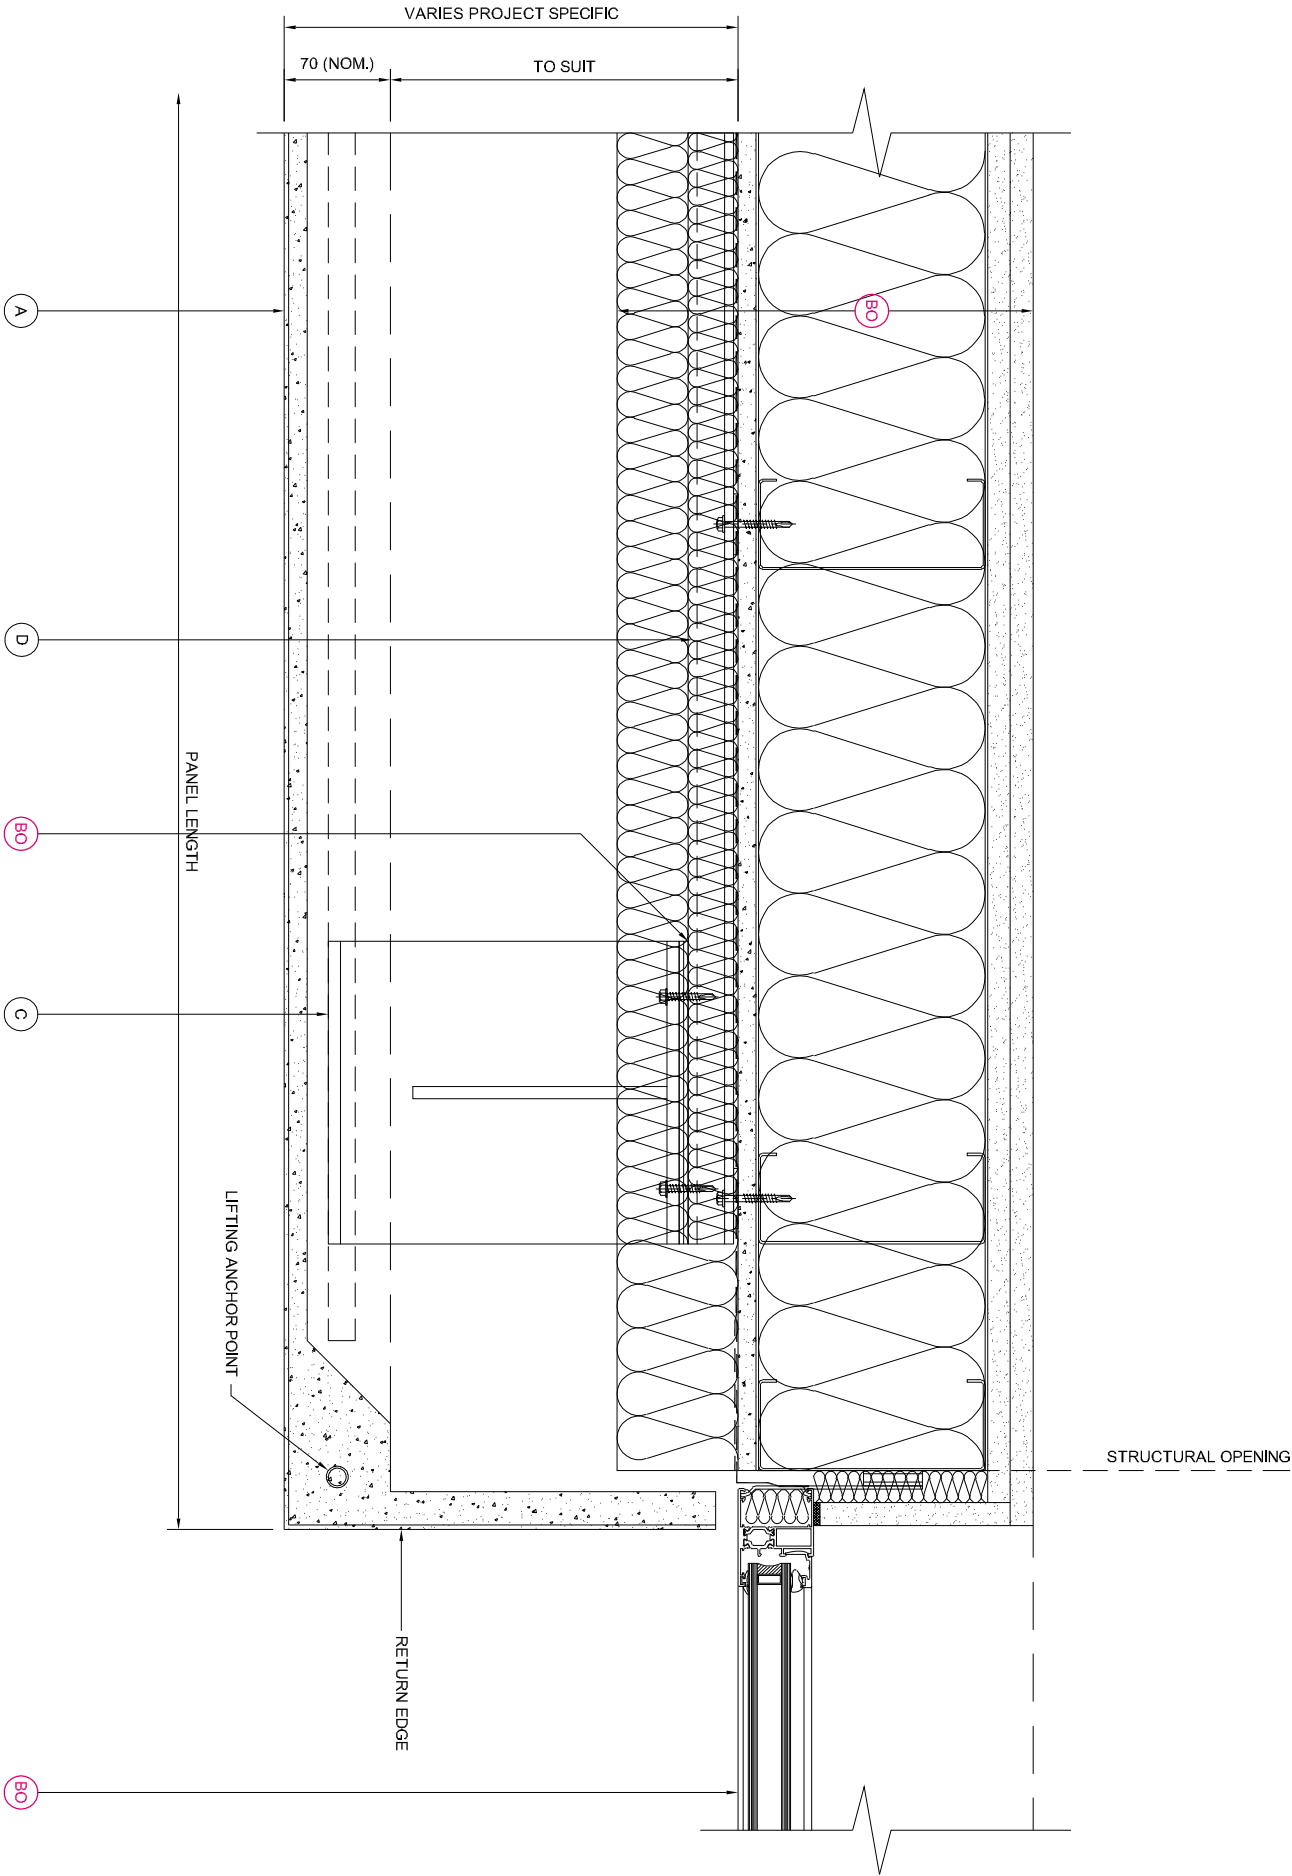 VARIES PROJECT SPECIFIC
70 (NOM.)
TO SUIT
A
BO
D
PANEL LENGTH
BO
C
LIFTING ANCHOR POINT
STRUCTURAL OPENING
RETURN EDGE
BO